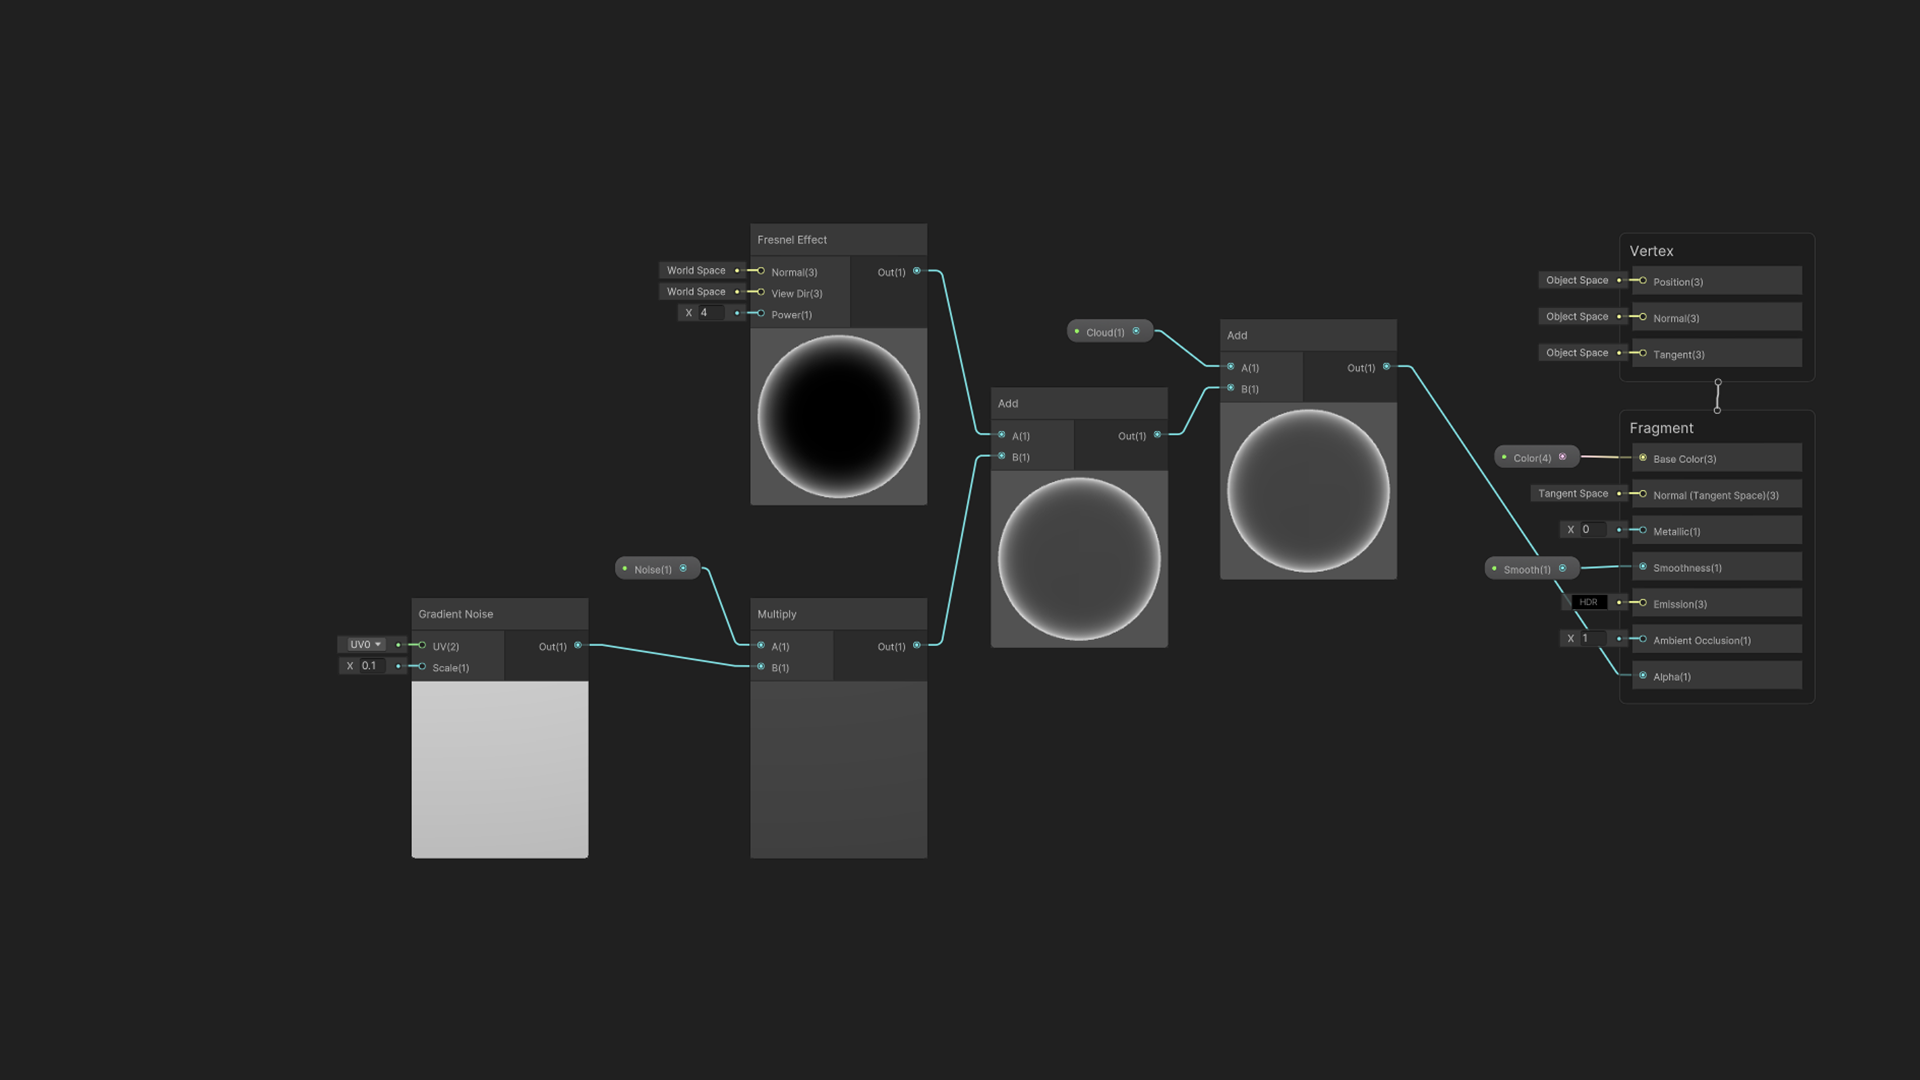 Fresnel Effect
World Space
Normal(3)
Out(1)
World Space
View Dir(3)
X 4
Power(1)
Noise(1)
Gradient Noise
UV0
UV(2)
Out(1)
X 0.1
Scale(1)
Multiply
A(1)
Out(1)
B(1)
Add
A(1)
Out(1)
B(1)
Cloud(1)
Add
A(1)
Out(1)
B(1)
Vertex
Object Space
Position(3)
Object Space
Normal(3)
Object Space
Tangent(3)
Fragment
Color(4)
Base Color(3)
Tangent Space
Normal (Tangent Space)(3)
X 0
Metallic(1)
Smooth(1)
Smoothness(1)
HDR
Emission(3)
X 1
Ambient Occlusion(1)
Alpha(1)